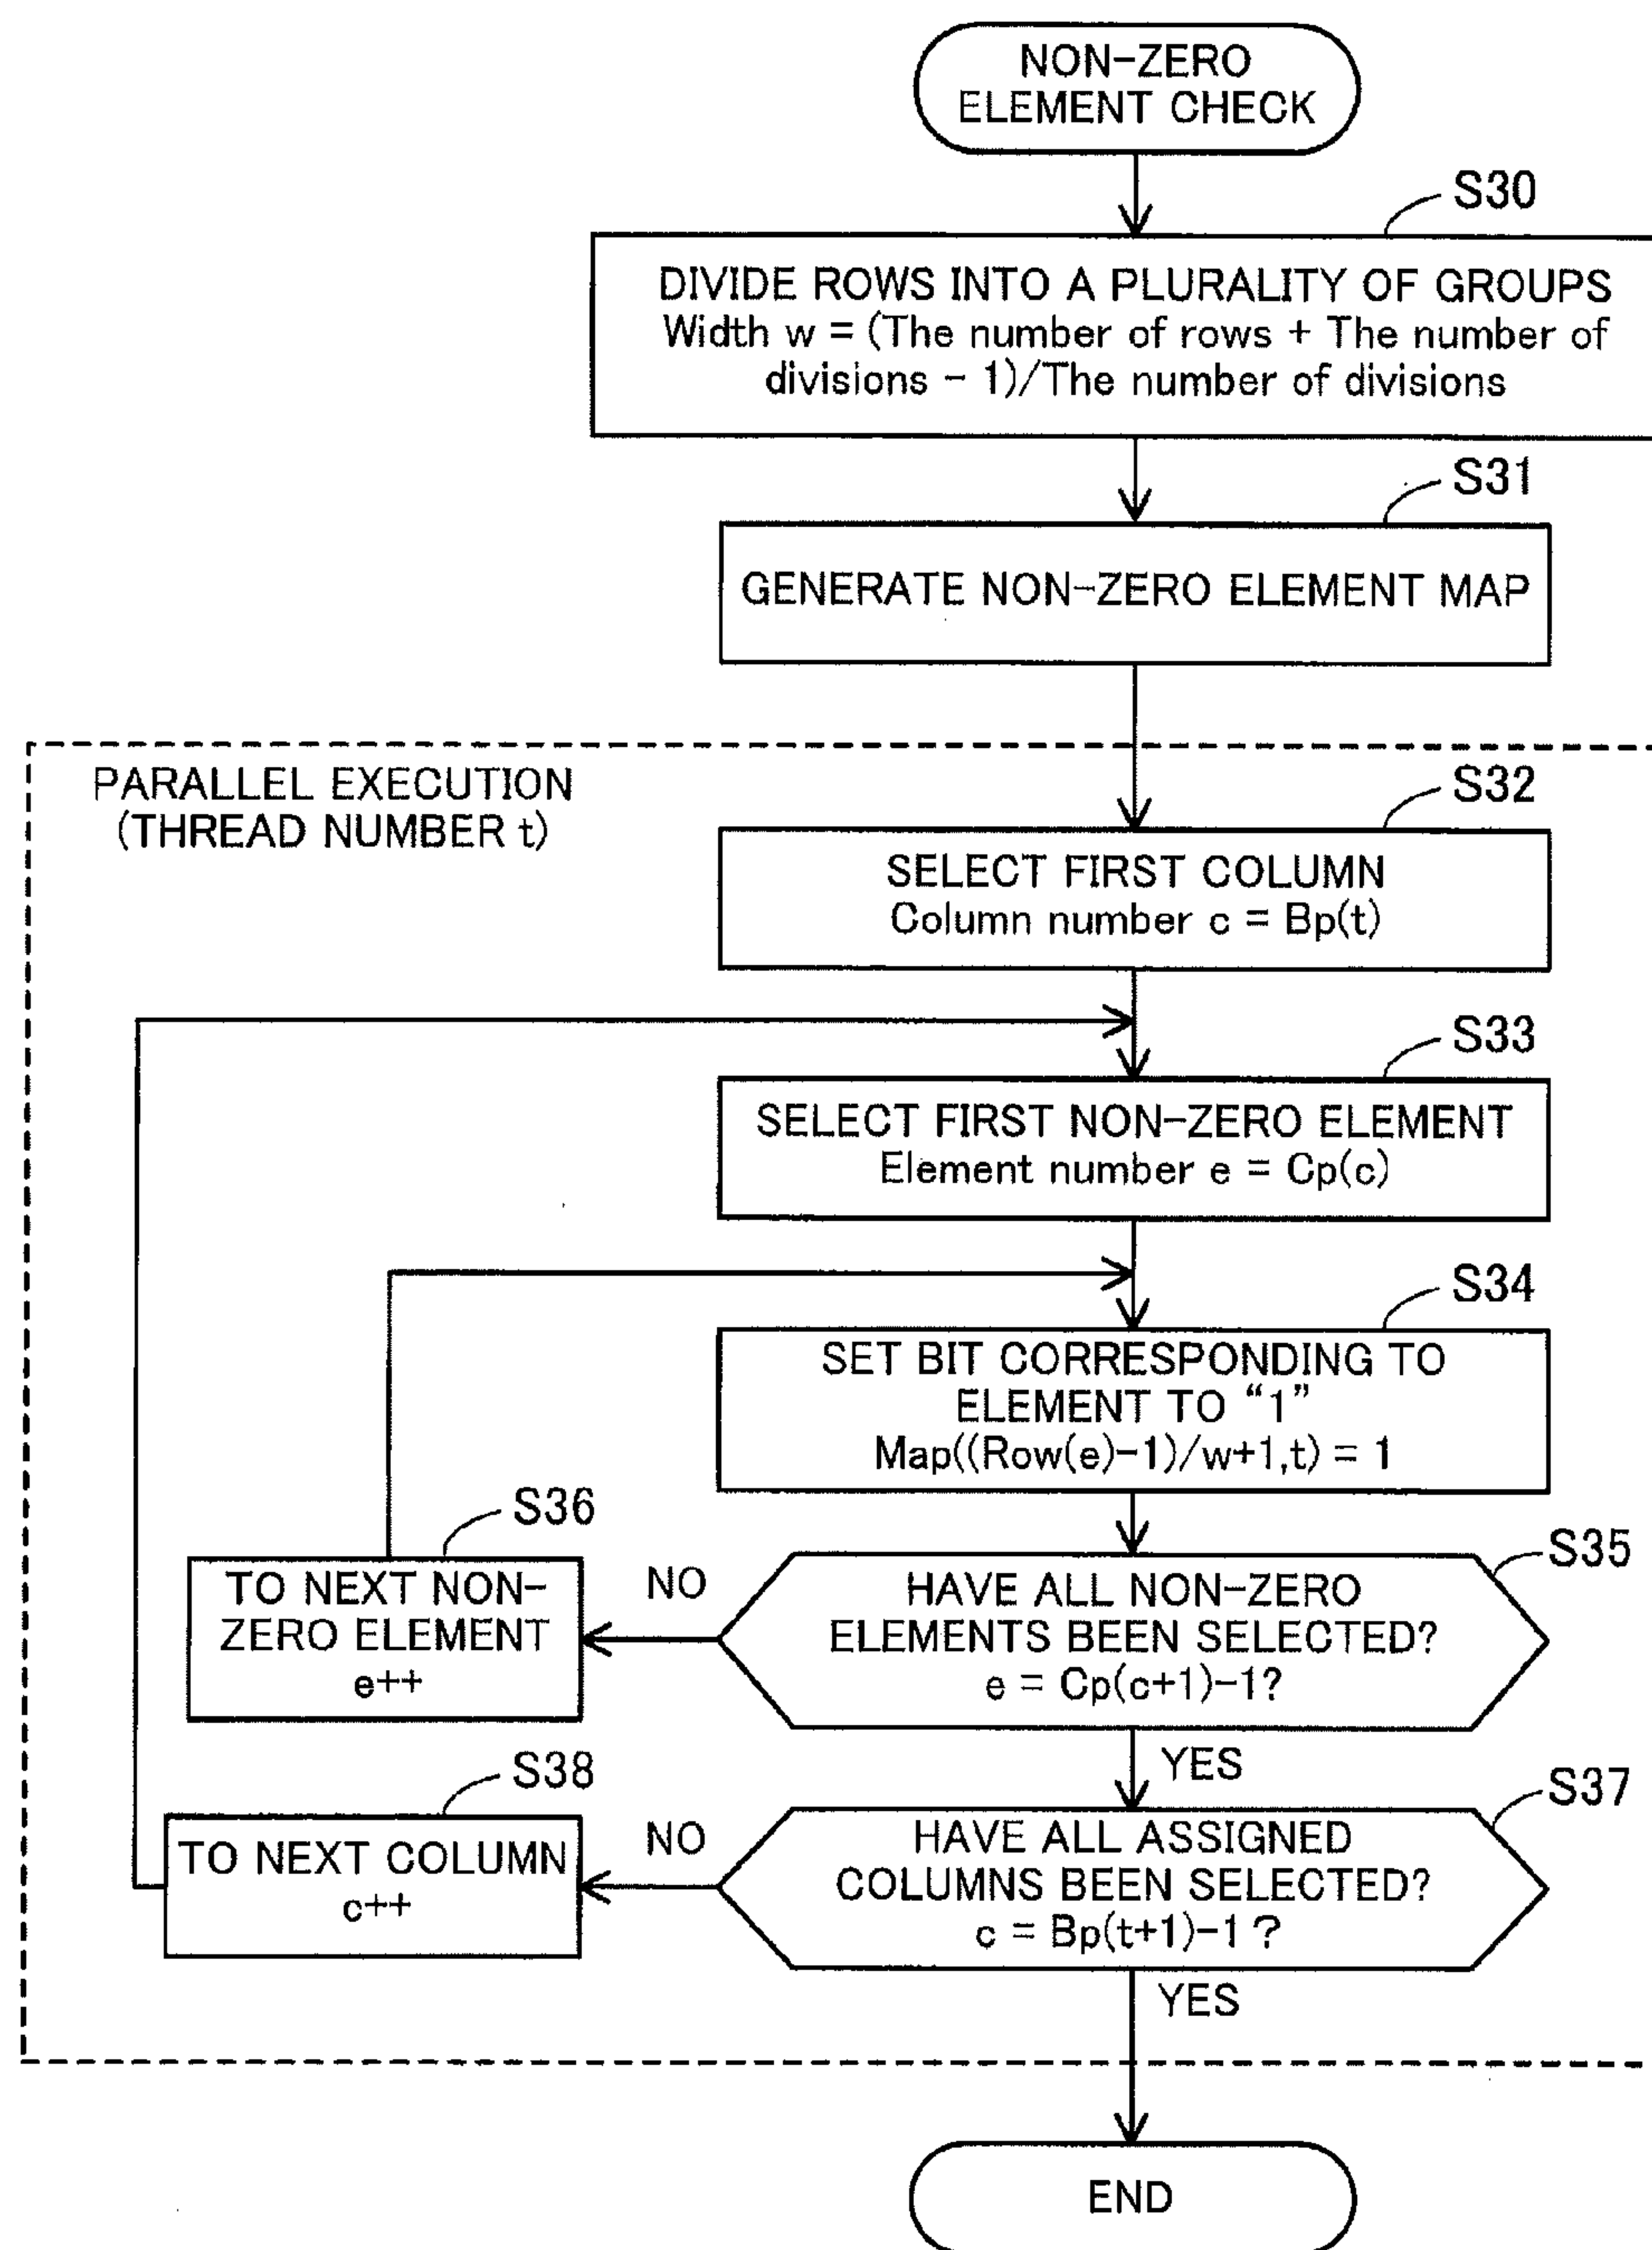 NON-ZERO
ELEMENT CHECK
S30
DIVIDE ROWS INTO A PLURALITY OF GROUPS
Width w = (The number of rows + The number of
divisions - 1)/The number of divisions
S31
GENERATE NON-ZERO ELEMENT MAP
PARALLEL EXECUTION
(THREAD NUMBER t)
S32
SELECT FIRST COLUMN
Column number c = Bp(t)
S33
SELECT FIRST NON-ZERO ELEMENT
Element number e = Cp(c)
S34
SET BIT CORRESPONDING TO
ELEMENT TO “1”
Map((Row(e)-1)/w+1,t) = 1
S36
TO NEXT NON-
ZERO ELEMENT
e++
NO
S35
HAVE ALL NON-ZERO
ELEMENTS BEEN SELECTED?
e = Cp(c+1)-1?
YES
S38
TO NEXT COLUMN
c++
NO
S37
HAVE ALL ASSIGNED
COLUMNS BEEN SELECTED?
c = Bp(t+1)-1 ?
YES
END